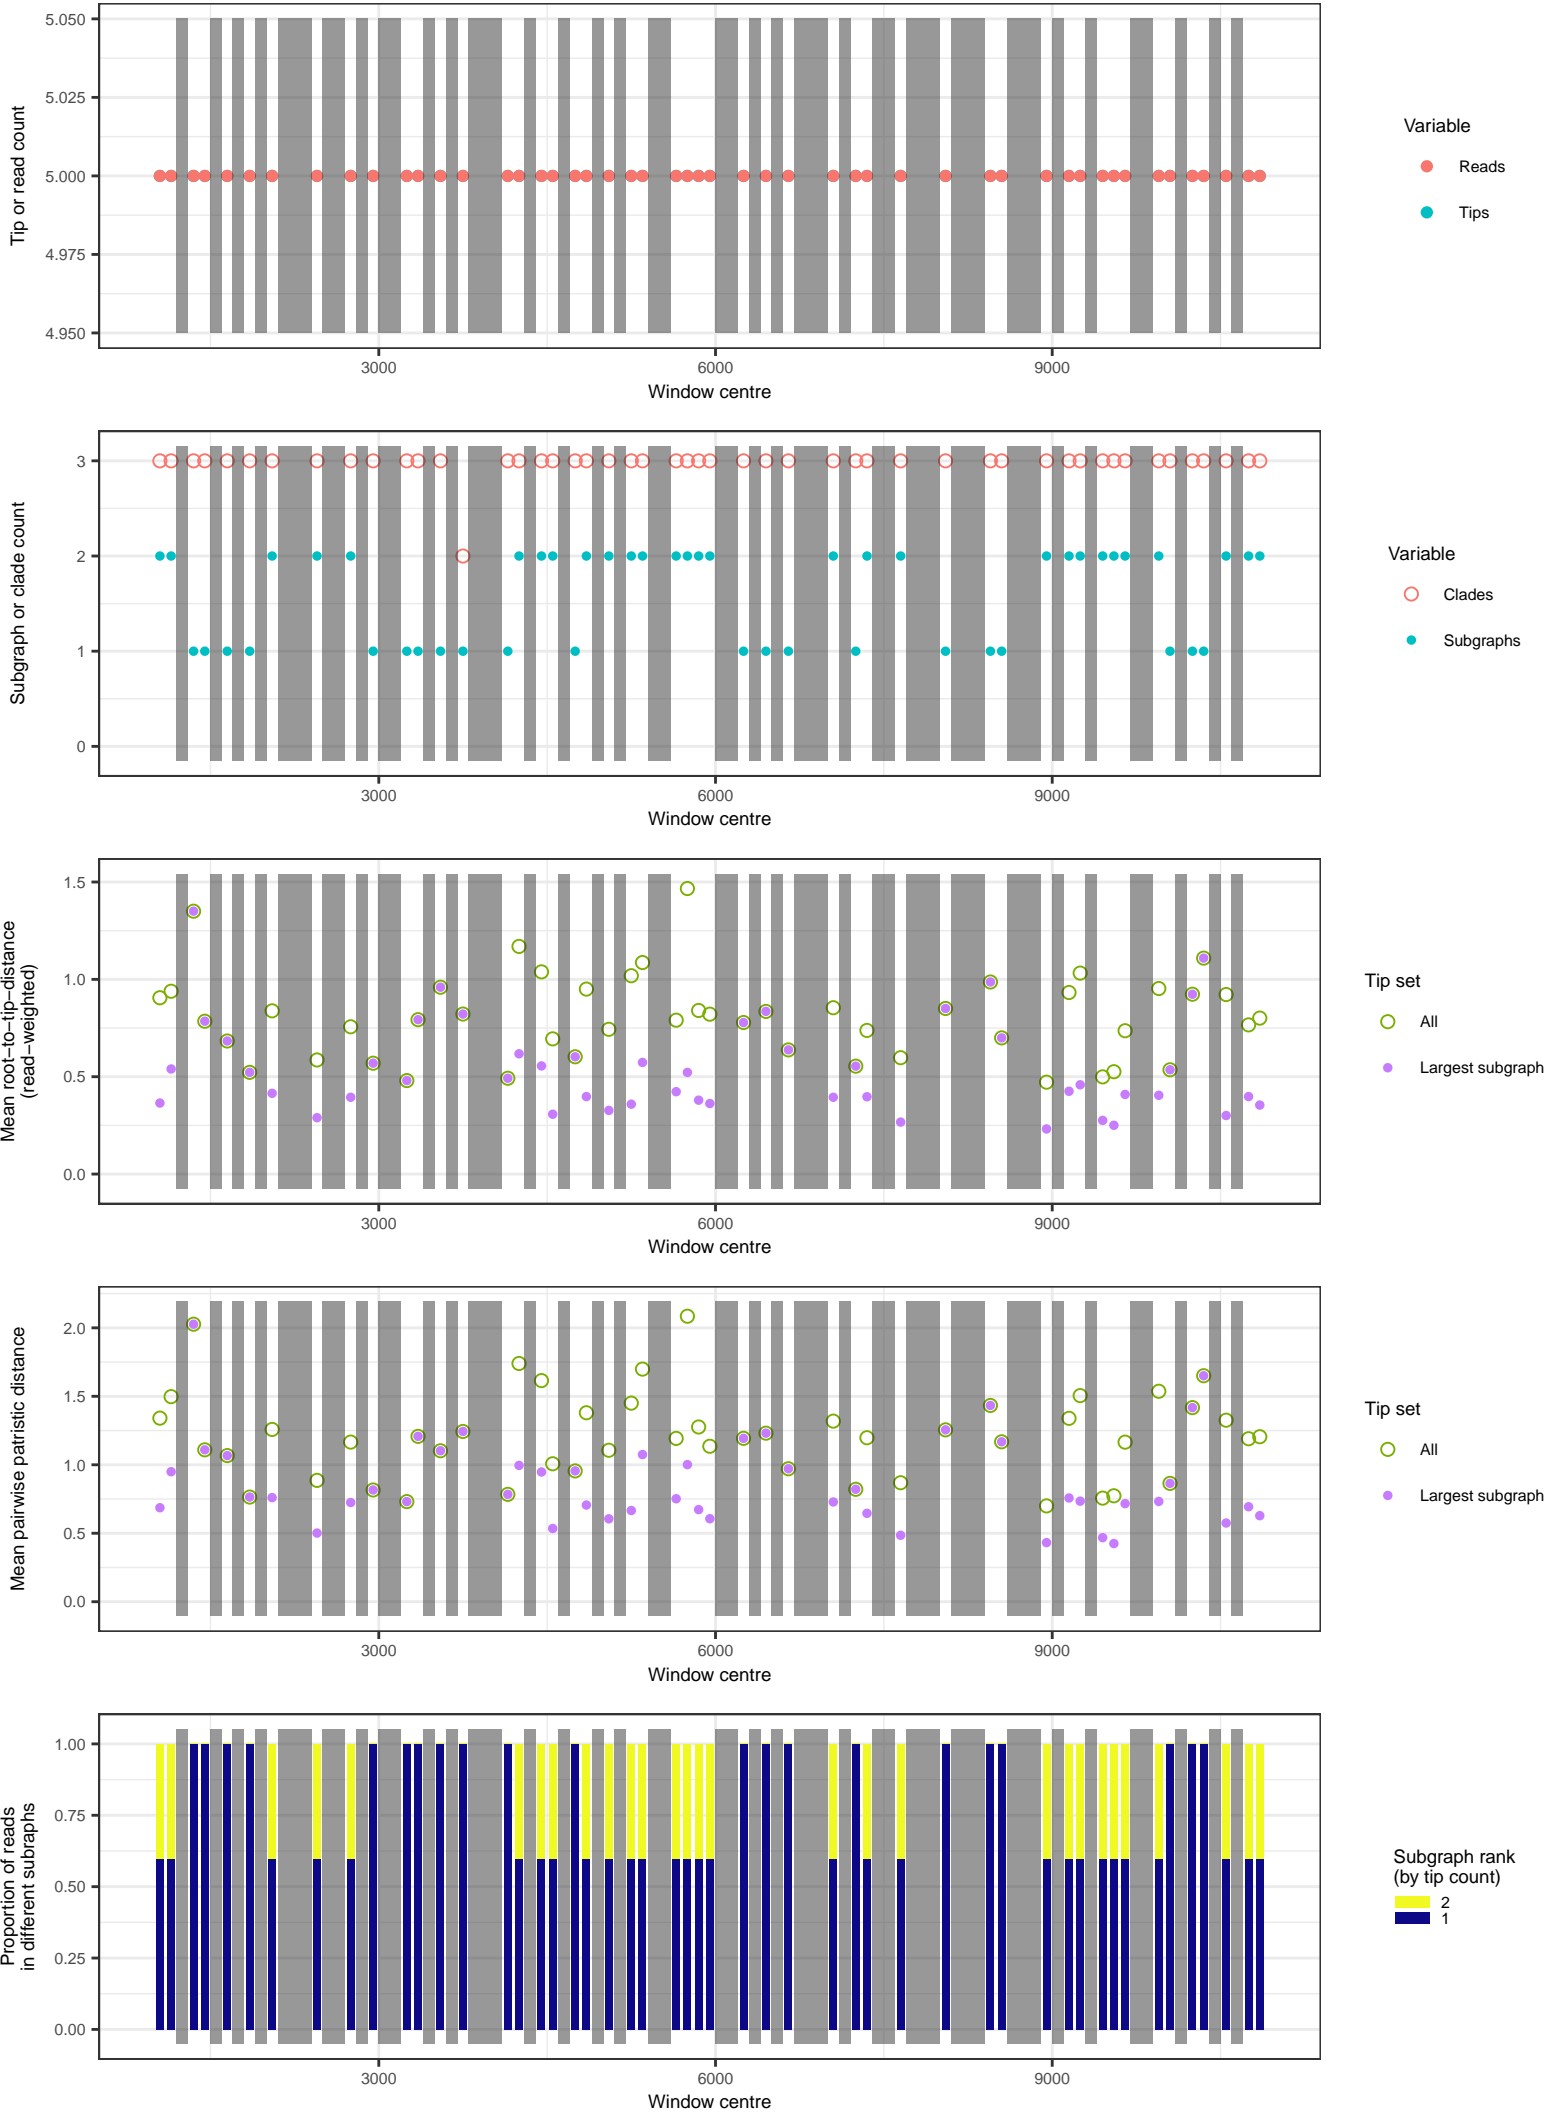 5.050
5.025
5.000
4.975
4.950
Tip or read count
3000
6000
9000
Window centre
Variable
Reads
Tips
3
2
1
0
Subgraph or clade count
3000
6000
9000
Window centre
Variable
Clades
Subgraphs
1.5
1.0
0.5
0.0
Mean root−to−tip−distance
(read−weighted)
3000
6000
9000
Window centre
Tip set
All
Largest subgraph
2.0
1.5
1.0
0.5
0.0
Mean pairwise patristic distance
3000
6000
9000
Window centre
Tip set
All
Largest subgraph
1.00
0.75
0.50
0.25
0.00
Proportion of reads
in different subraphs
3000
6000
9000
Window centre
Subgraph rank
(by tip count)
2
1